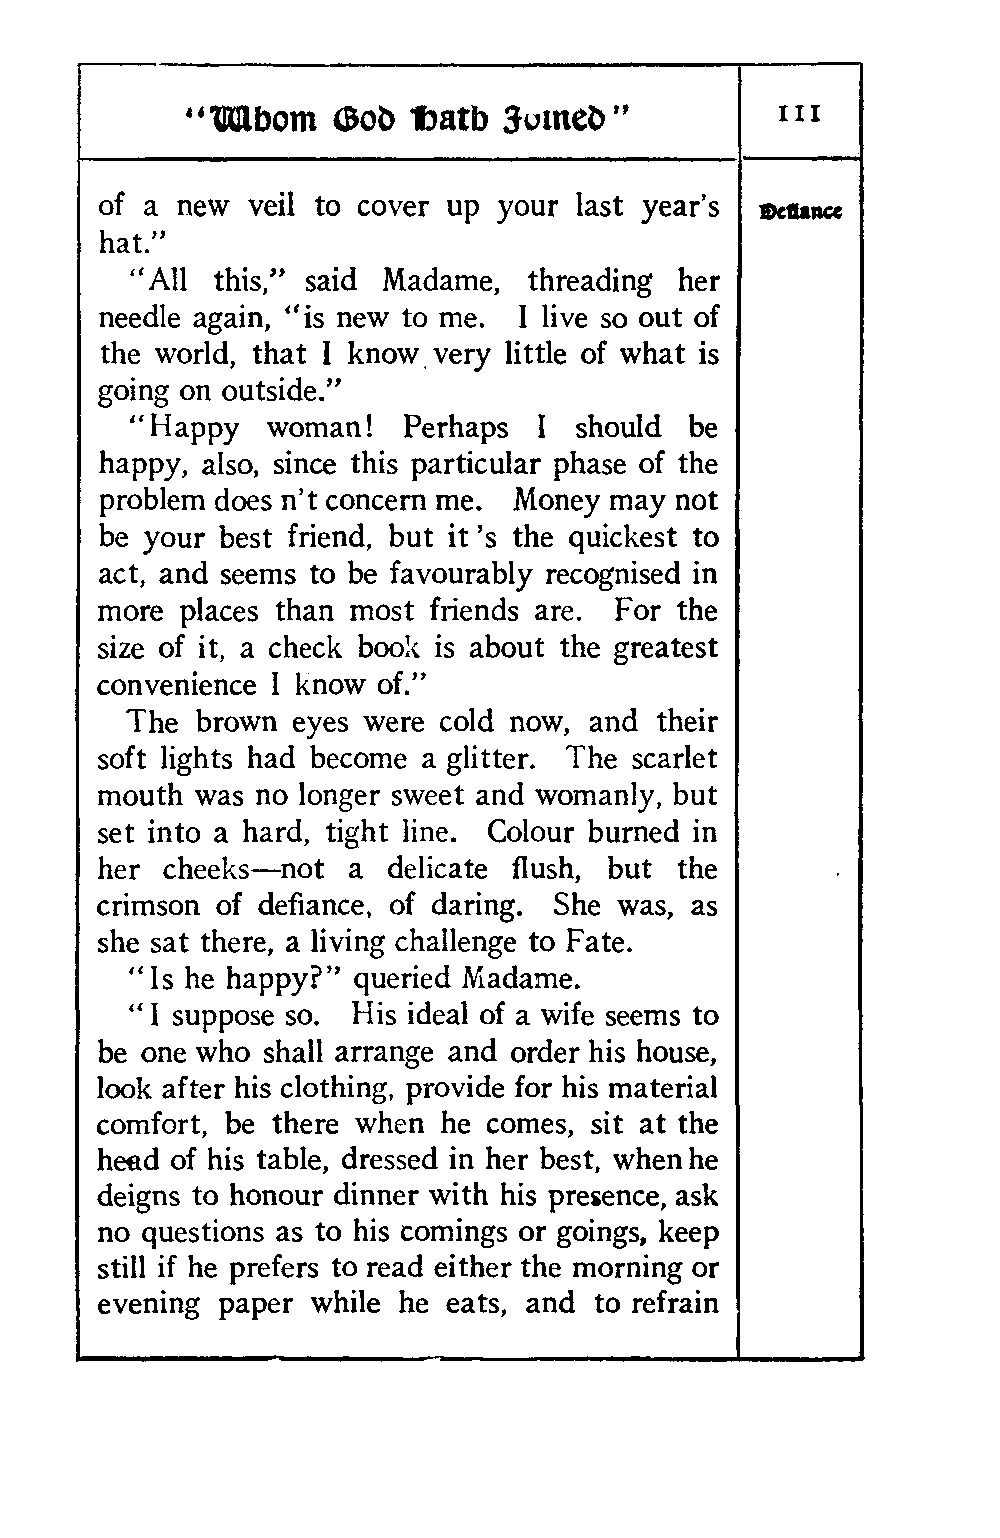 "Whom God Hath Joined"
111
Defiance
of a new veil to cover up your last year's
hat."
"All this," said Madame, threading her
needle again, "is new to me. I live so out of
the world, that I know very little of what is
going on outside."
"Happy woman! Perhaps I should be
happy, also, since this particular phase of the
problem does n't concern me. Money may not
be your best friend, but it 's the quickest to
act, and seems to be favourably recognised in
more places than most friends are. For the
size of it, a check book is about the greatest
convenience I know of."
The brown eyes were cold now, and their
soft lights had become a glitter. The scarlet
mouth was no longer sweet and womanly, but
set into a hard, tight line. Colour burned in
her cheeks—not a delicate flush, but the
crimson of defiance, of daring. She was, as
she sat there, a living challenge to Fate.
"Is he happy?" queried Madame.
"I suppose so. His ideal of a wife seems to
be one who shall arrange and order his house,
look after his clothing, provide for his material
comfort, be there when he comes, sit at the
head of his table, dressed in her best, when he
deigns to honour dinner with his presence, ask
no questions as to his comings or goings, keep
still if he prefers to read either the morning or
evening paper while he eats, and to refrain